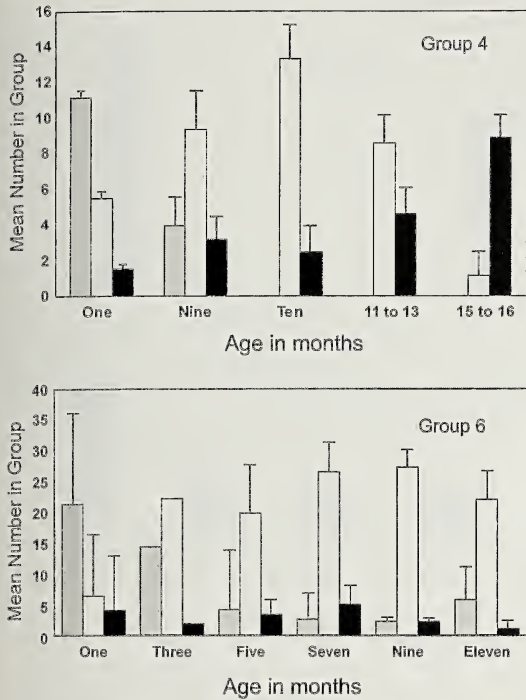 16
14
12
10
8
6
4
2
0
Mean Number in Group
Group 4
One Nine Ten 11 to 13 15 to 16
Age in months
40
35
30
25
20
15
10
5
0
Mean Number in Group
Group 6
One Three Five Seven Nine Eleven
Age in months